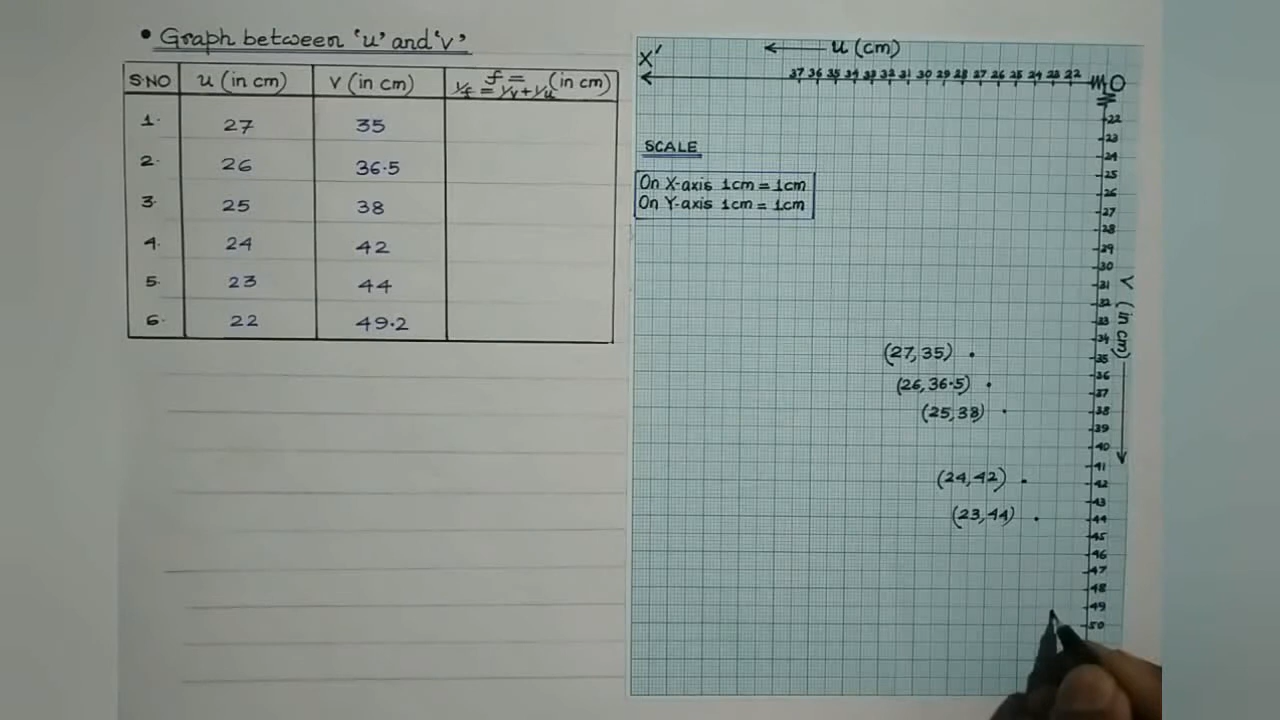 • Graph between 'u' and 'v'
S.NO u (in cm) v (in cm) f = (in cm)
1/f = 1/v + 1/u
1. 27 35
2. 26 36.5
3. 25 38
4. 24 42
5. 23 44
6. 22 49.2
X' ← u (cm)
37 36 35 34 33 32 31 30 29 28 27 26 25 24 23 22 O
SCALE
On X-axis 1cm = 1cm
On Y-axis 1cm = 1cm
22
23
24
25
26
27
28
29
30
31
32
33
34
35
36
37
38
39
40
41
42
43
44
45
46
47
48
49
50
V (in cm) →
(27, 35)
(26, 36.5)
(25, 38)
(24, 42)
(23, 44)